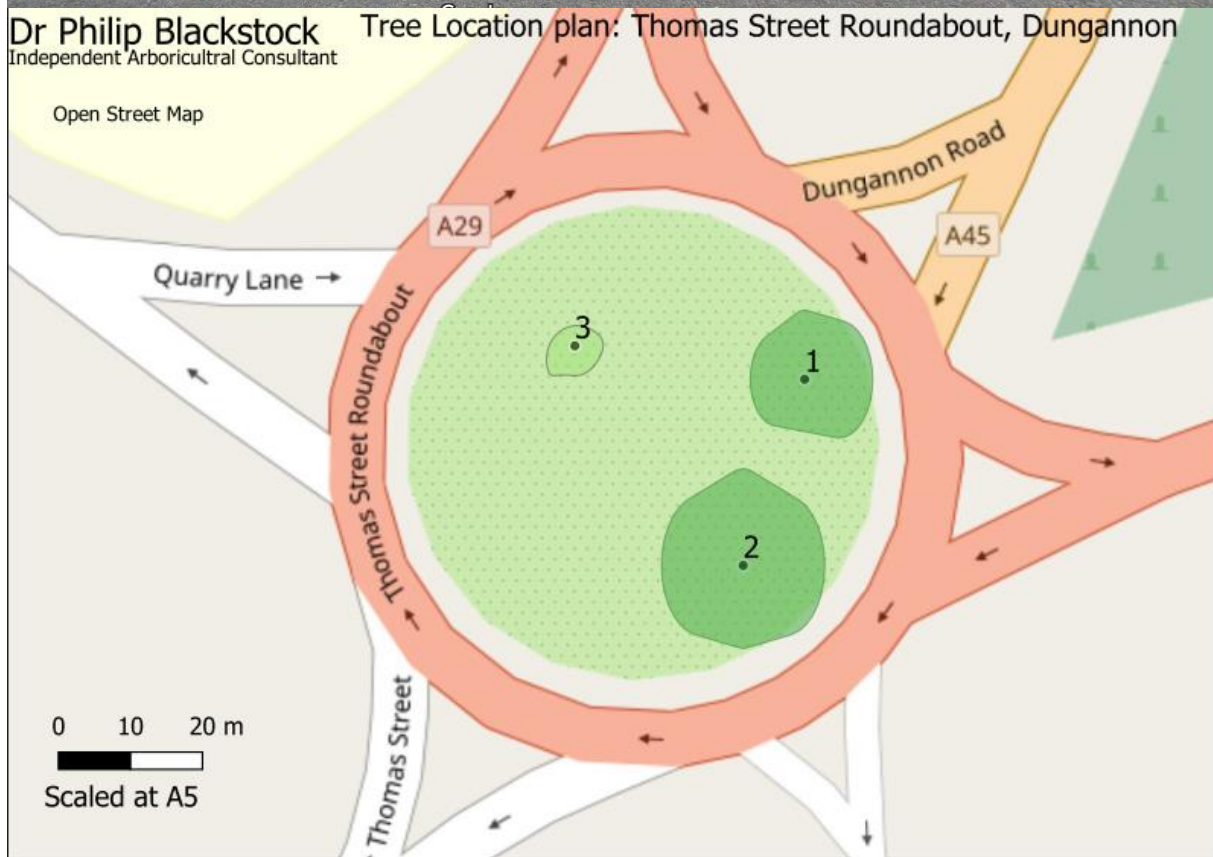 Dr Philip Blackstock
Tree Location plan: Thomas Street Roundabout, Dungannon
Independent Arboricultral Consultant
Open Street Map
Dungannon Road
A29
A45
Quarry Lane
Thomas Street Roundabout
3
1
2
0 10 20 m
Scaled at A5
Thomas Street